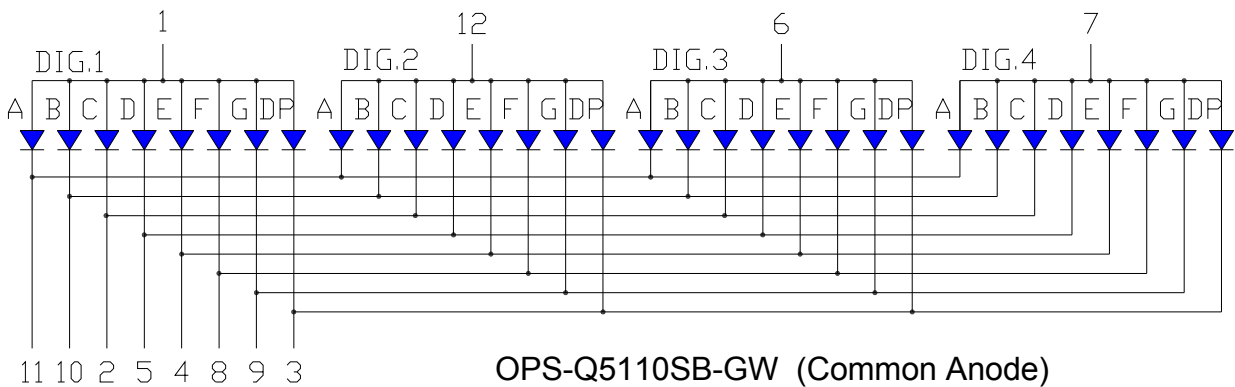 1 12 6 7
DIG.1 DIG.2 DIG.3 DIG.4
A B C D E F G DP A B C D E F G DP A B C D E F G DP A B C D E F G DP
11 10 2 5 4 8 9 3
OPS-Q5110SB-GW (Common Anode)